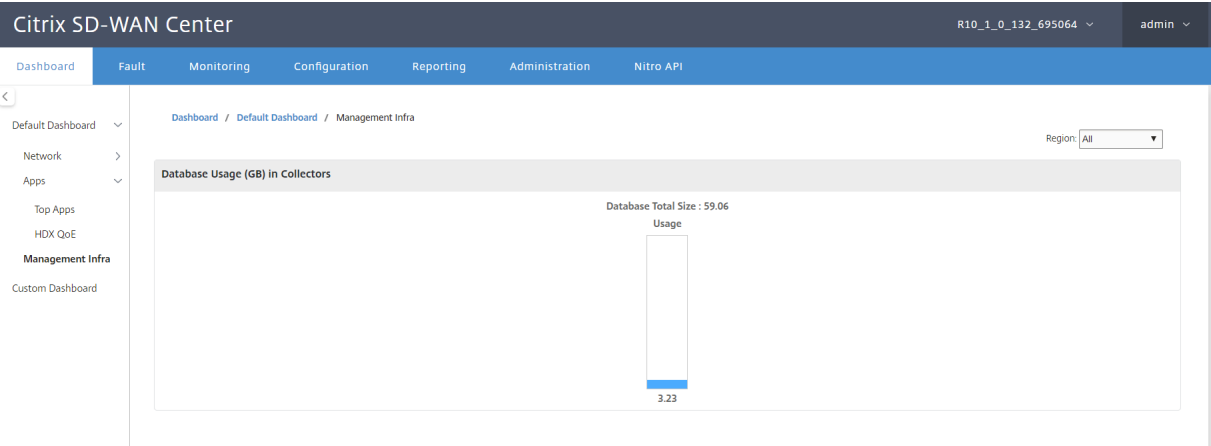 Citrix SD-WAN Center
R10_1_0_132_695064
admin
Dashboard Fault Monitoring Configuration Reporting Administration Nitro API
Default Dashboard
Network
Apps
Top Apps
HDX QoE
Management Infra
Custom Dashboard
Dashboard / Default Dashboard / Management Infra
Region: All
Database Usage (GB) in Collectors
Database Total Size : 59.06
Usage
3.23